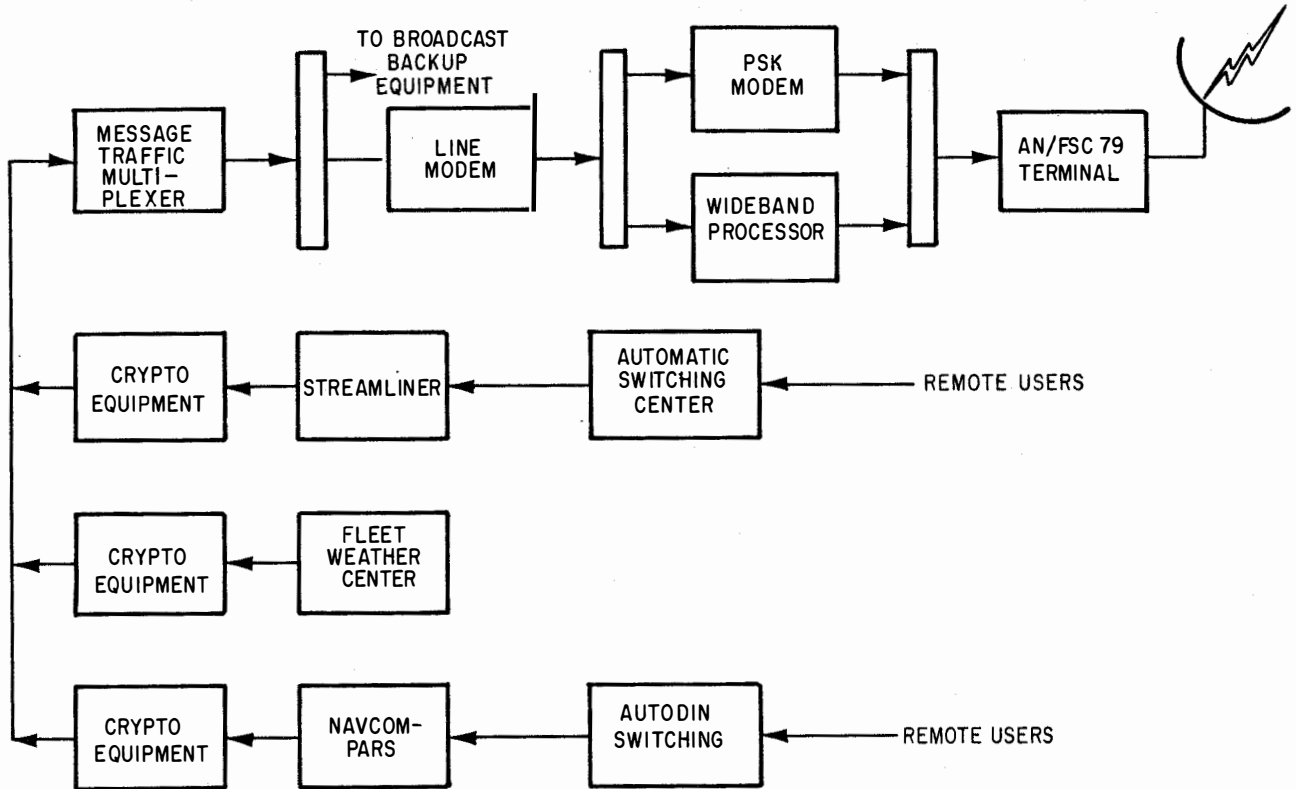 TO BROADCAST
BACKUP
EQUIPMENT
MESSAGE
TRAFFIC
MULTI-
PLEXER
LINE
MODEM
PSK
MODEM
WIDEBAND
PROCESSOR
AN/FSC 79
TERMINAL
CRYPTO
EQUIPMENT
STREAMLINER
AUTOMATIC
SWITCHING
CENTER
REMOTE USERS
CRYPTO
EQUIPMENT
FLEET
WEATHER
CENTER
CRYPTO
EQUIPMENT
NAVCOM-
PARS
AUTODIN
SWITCHING
REMOTE USERS